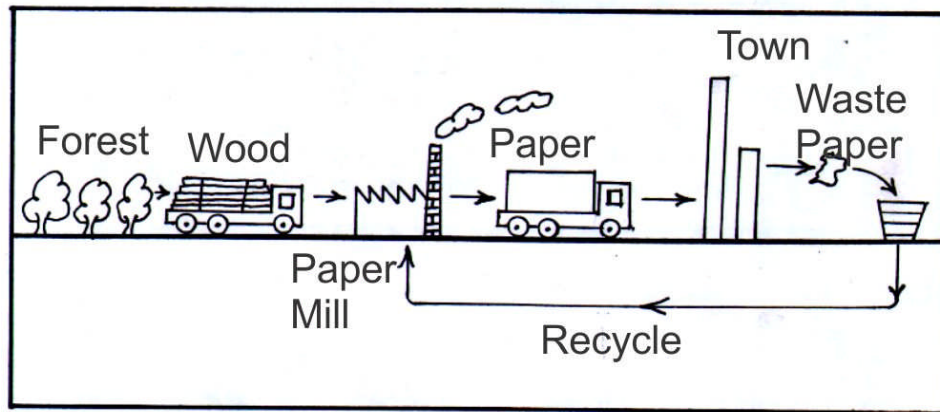 Forest
Wood
Paper
Mill
Paper
Town
Waste
Paper
Recycle